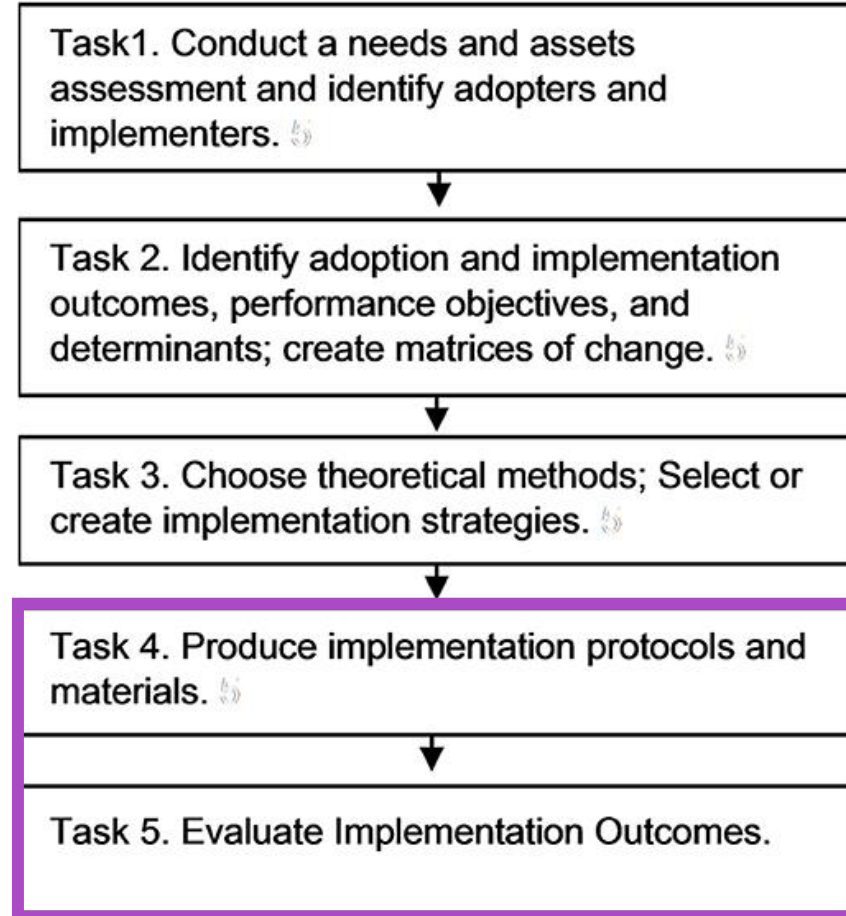 Task1. Conduct a needs and assets
assessment and identify adopters and
implementers.
Task 2. Identify adoption and implementation
outcomes, performance objectives, and
determinants; create matrices of change.
Task 3. Choose theoretical methods; Select or
create implementation strategies.
Task 4. Produce implementation protocols and
materials.
Task 5. Evaluate Implementation Outcomes.